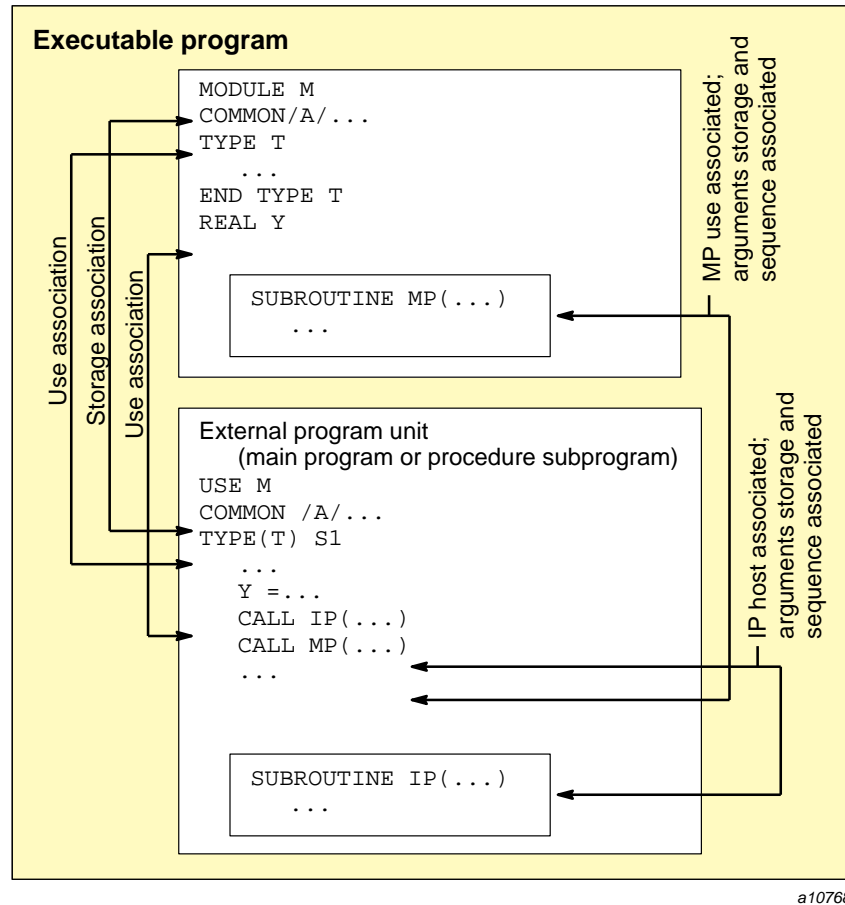 Executable program
MODULE M
COMMON/A/...
TYPE T
...
END TYPE T
REAL Y
SUBROUTINE MP(...)
...
Use association
Storage association
Use association
MP use associated;
arguments storage and
sequence associated
External program unit
(main program or procedure subprogram)
USE M
COMMON /A/...
TYPE(T) S1
...
Y =...
CALL IP(...)
CALL MP(...)
...
SUBROUTINE IP(...)
...
IP host associated;
arguments storage and
sequence associated
a10768